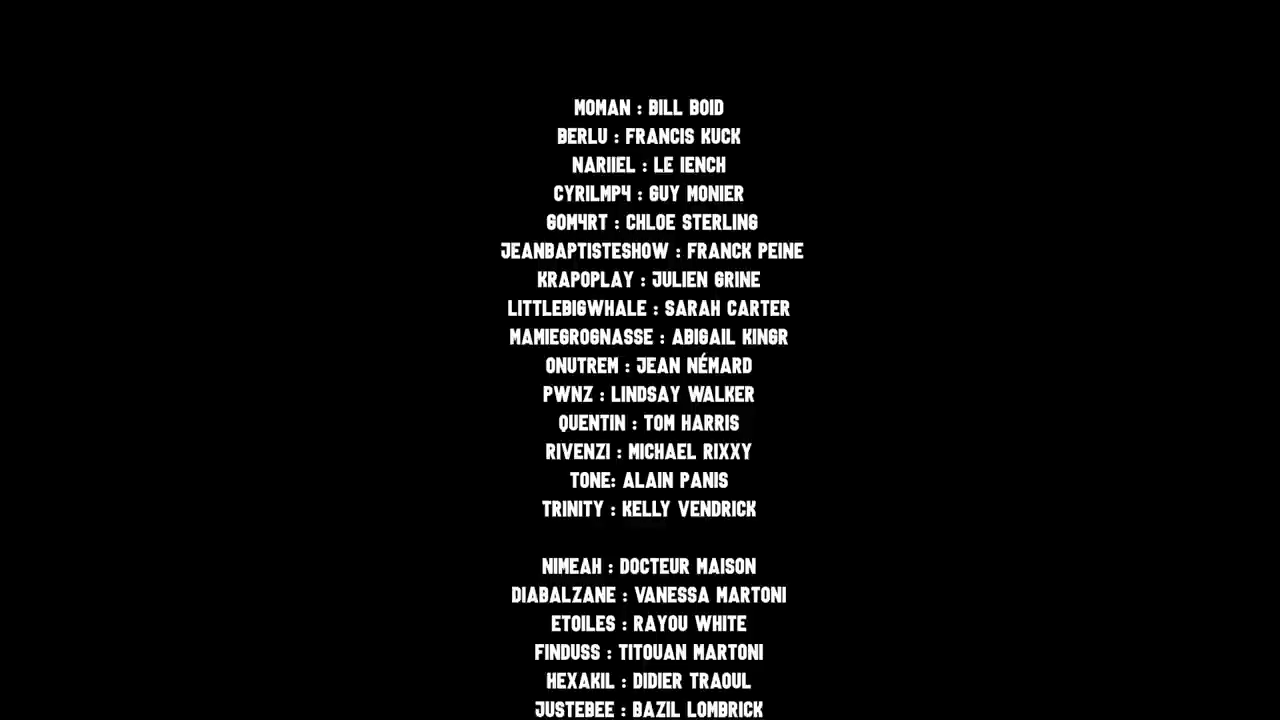 MOMAN : BILL BOID
BERLU : FRANCIS KUCK
NARIIEL : LE IENCH
CYRILMP4 : GUY MONIER
GOM4RT : CHLOE STERLING
JEANBAPTISTESHOW : FRANCK PEINE
KRAPOPLAY : JULIEN GRINE
LITTLEBIGWHALE : SARAH CARTER
MAMIEGROGNASSE : ABIGAIL KINGR
ONUTREM : JEAN NÉMARD
PWNZ : LINDSAY WALKER
QUENTIN : TOM HARRIS
RIVENZI : MICHAEL RIXXY
TONE: ALAIN PANIS
TRINITY : KELLY VENDRICK
NIMEAH : DOCTEUR MAISON
DIABALZANE : VANESSA MARTONI
ETOILES : RAYOU WHITE
FINDUSS : TITOUAN MARTONI
HEXAKIL : DIDIER TRAOUL
JUSTEBEE : BAZIL LOMBRICK